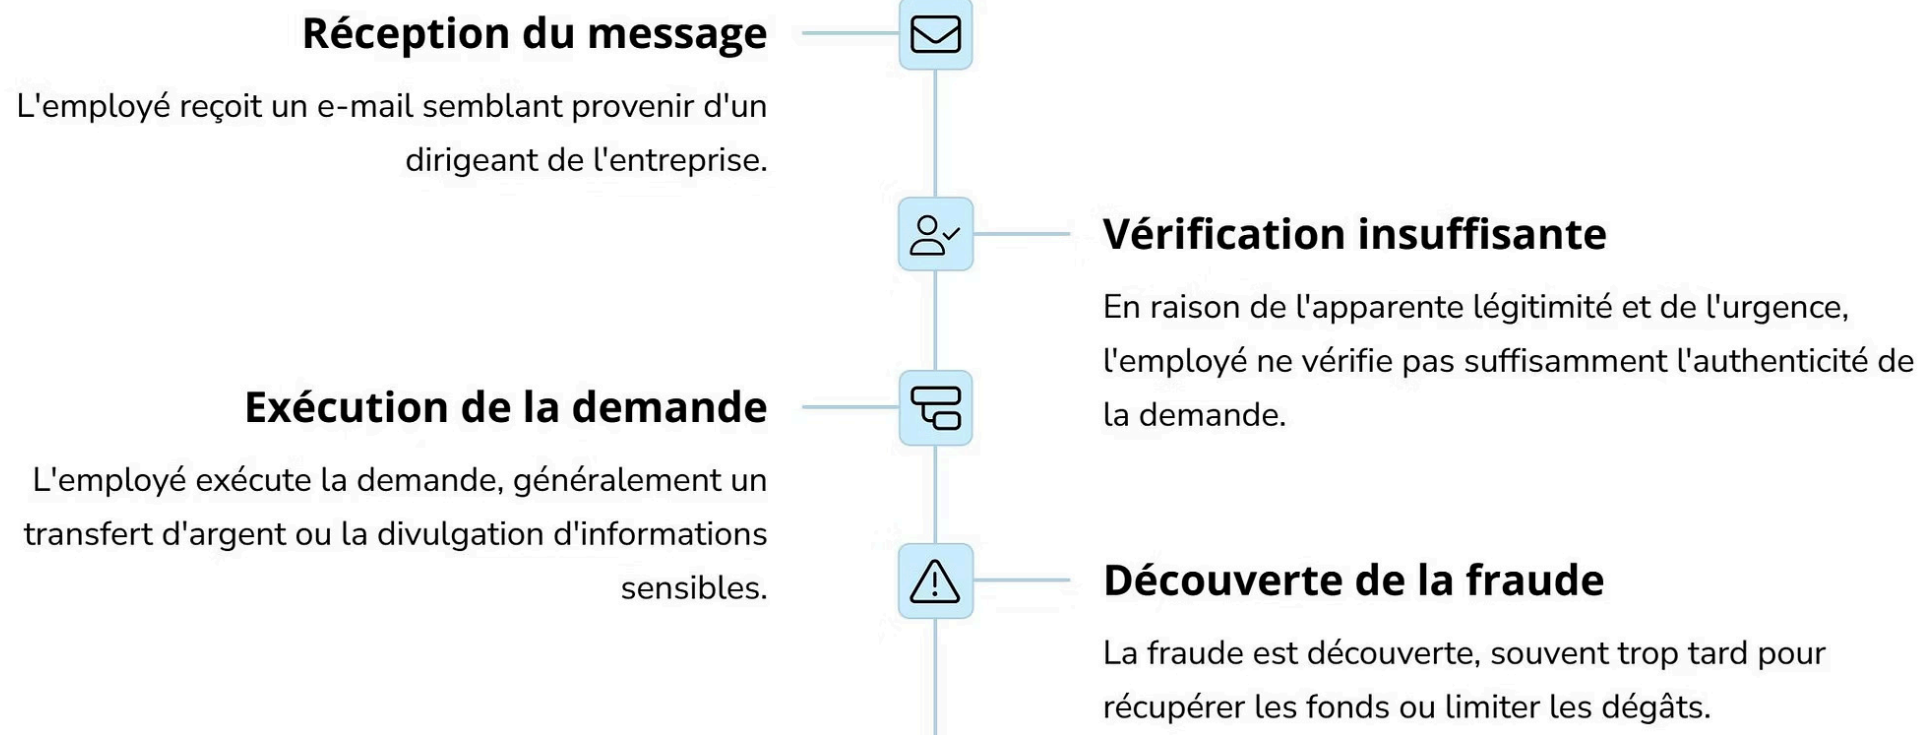 Réception du message
L'employé reçoit un e-mail semblant provenir d'un
dirigeant de l'entreprise.
Vérification insuffisante
En raison de l'apparente légitimité et de l'urgence,
l'employé ne vérifie pas suffisamment l'authenticité de
la demande.
Exécution de la demande
L'employé exécute la demande, généralement un
transfert d'argent ou la divulgation d'informations
sensibles.
Découverte de la fraude
La fraude est découverte, souvent trop tard pour
récupérer les fonds ou limiter les dégâts.